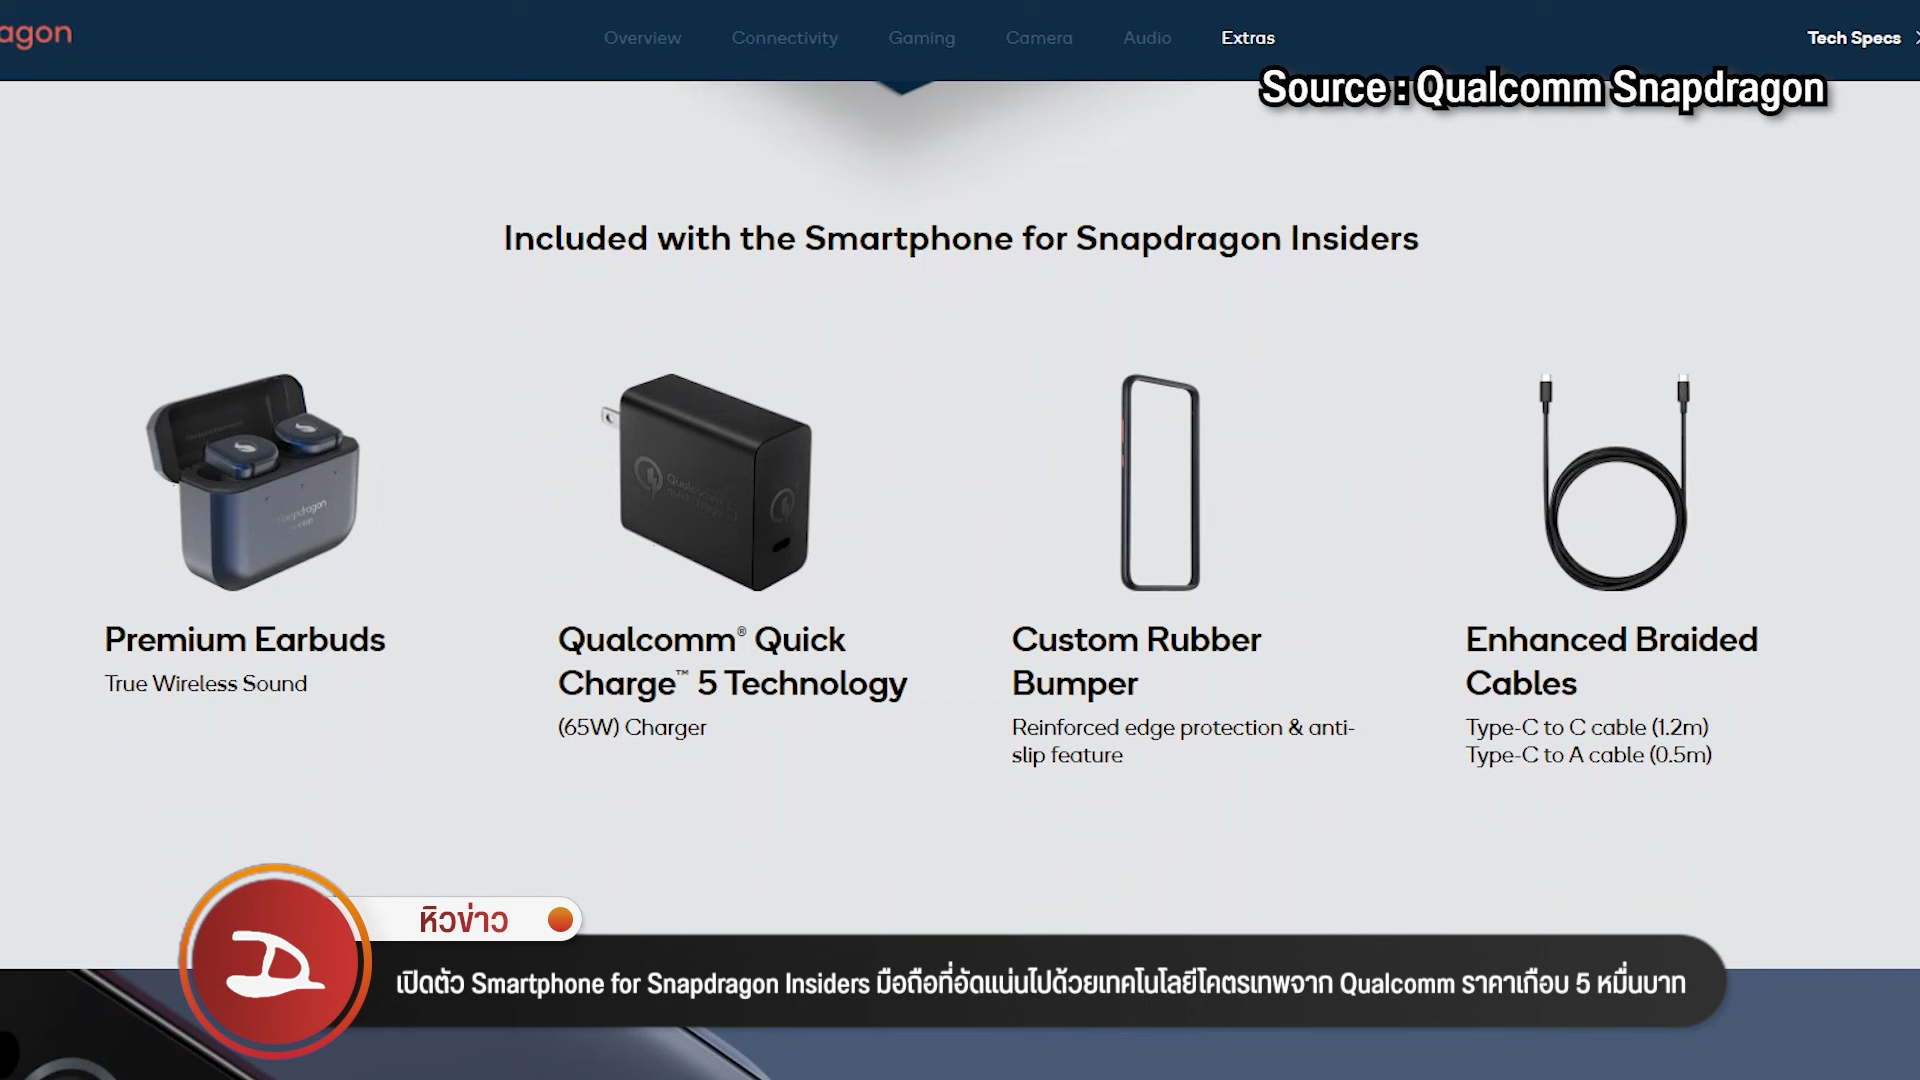 agon
Overview Connectivity Gaming Camera Audio Extras Tech Specs
Source : Qualcomm Snapdragon
Included with the Smartphone for Snapdragon Insiders
Snapdragon
Qualcomm
quick charge 5
Premium Earbuds
True Wireless Sound
Qualcomm® Quick
Charge™ 5 Technology
(65W) Charger
Custom Rubber
Bumper
Reinforced edge protection & anti-
slip feature
Enhanced Braided
Cables
Type-C to C cable (1.2m)
Type-C to A cable (0.5m)
หิวข่าว
เปิดตัว Smartphone for Snapdragon Insiders มือถือที่อัดแน่นไปด้วยเทคโนโลยีโคตรเทพจาก Qualcomm ราคาเกือบ 5 หมื่นบาท